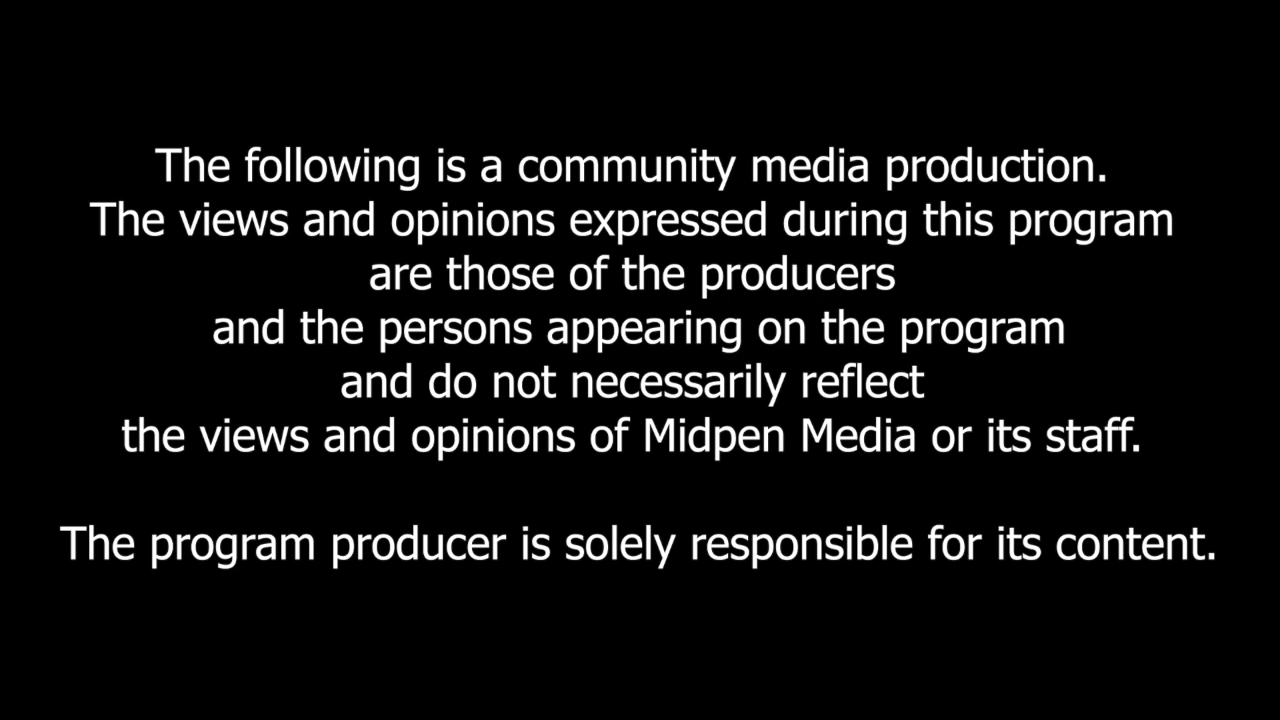 The following is a community media production.
The views and opinions expressed during this program
are those of the producers
and the persons appearing on the program
and do not necessarily reflect
the views and opinions of Midpen Media or its staff.
The program producer is solely responsible for its content.